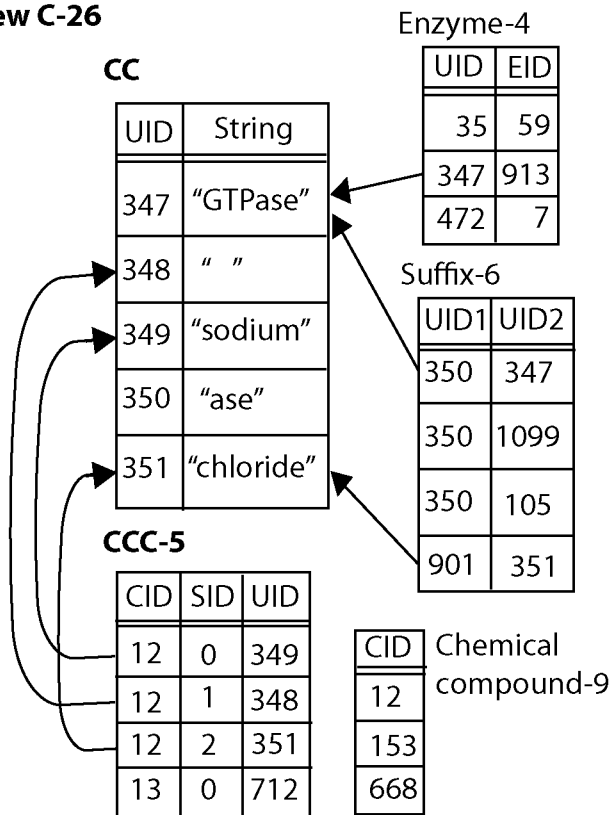 ew C-26
CC
UID String
347 “GTPase”
348 “ ”
349 “sodium”
350 “ase”
351 “chloride”
Enzyme-4
UID EID
35 59
347 913
472 7
Suffix-6
UID1 UID2
350 347
350 1099
350 105
901 351
CCC-5
CID SID UID
12 0 349
12 1 348
12 2 351
13 0 712
CID
12
153
668
Chemical
compound-9